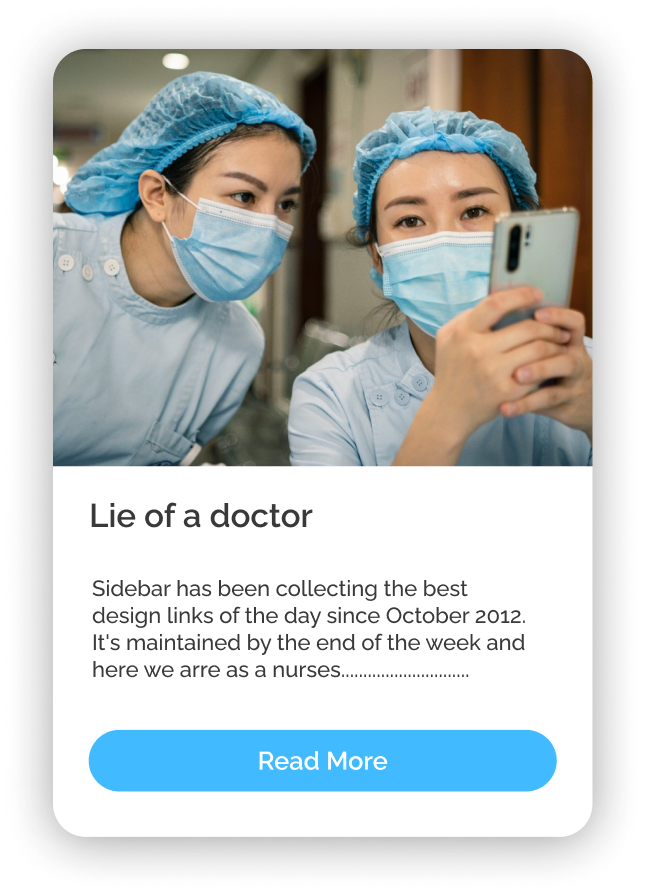 Lie of a doctor
Sidebar has been collecting the best
design links of the day since October 2012.
It's maintained by the end of the week and
here we arre as a nurses.............................
Read More